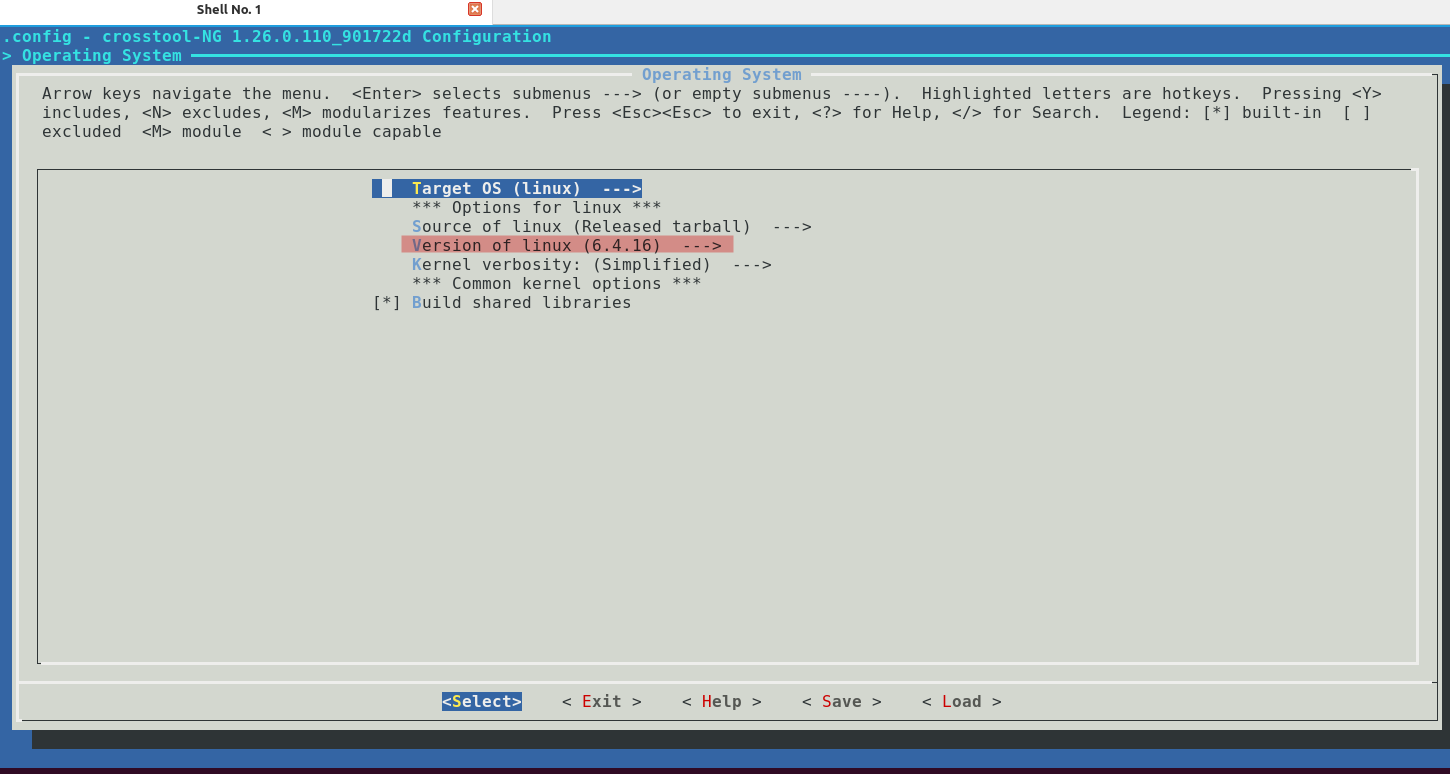 Shell No. 1
.config - crosstool-NG 1.26.0.110_901722d Configuration
> Operating System
Operating System
Arrow keys navigate the menu.  <Enter> selects submenus ---> (or empty submenus ----).  Highlighted letters are hotkeys.  Pressing <Y>
includes, <N> excludes, <M> modularizes features.  Press <Esc><Esc> to exit, <?> for Help, </> for Search.  Legend: [*] built-in  [ ]
excluded  <M> module  < > module capable
Target OS (linux)  --->
*** Options for linux ***
Source of linux (Released tarball)  --->
Version of linux (6.4.16)  --->
Kernel verbosity: (Simplified)  --->
*** Common kernel options ***
[*] Build shared libraries
<Select>    < Exit >    < Help >    < Save >    < Load >